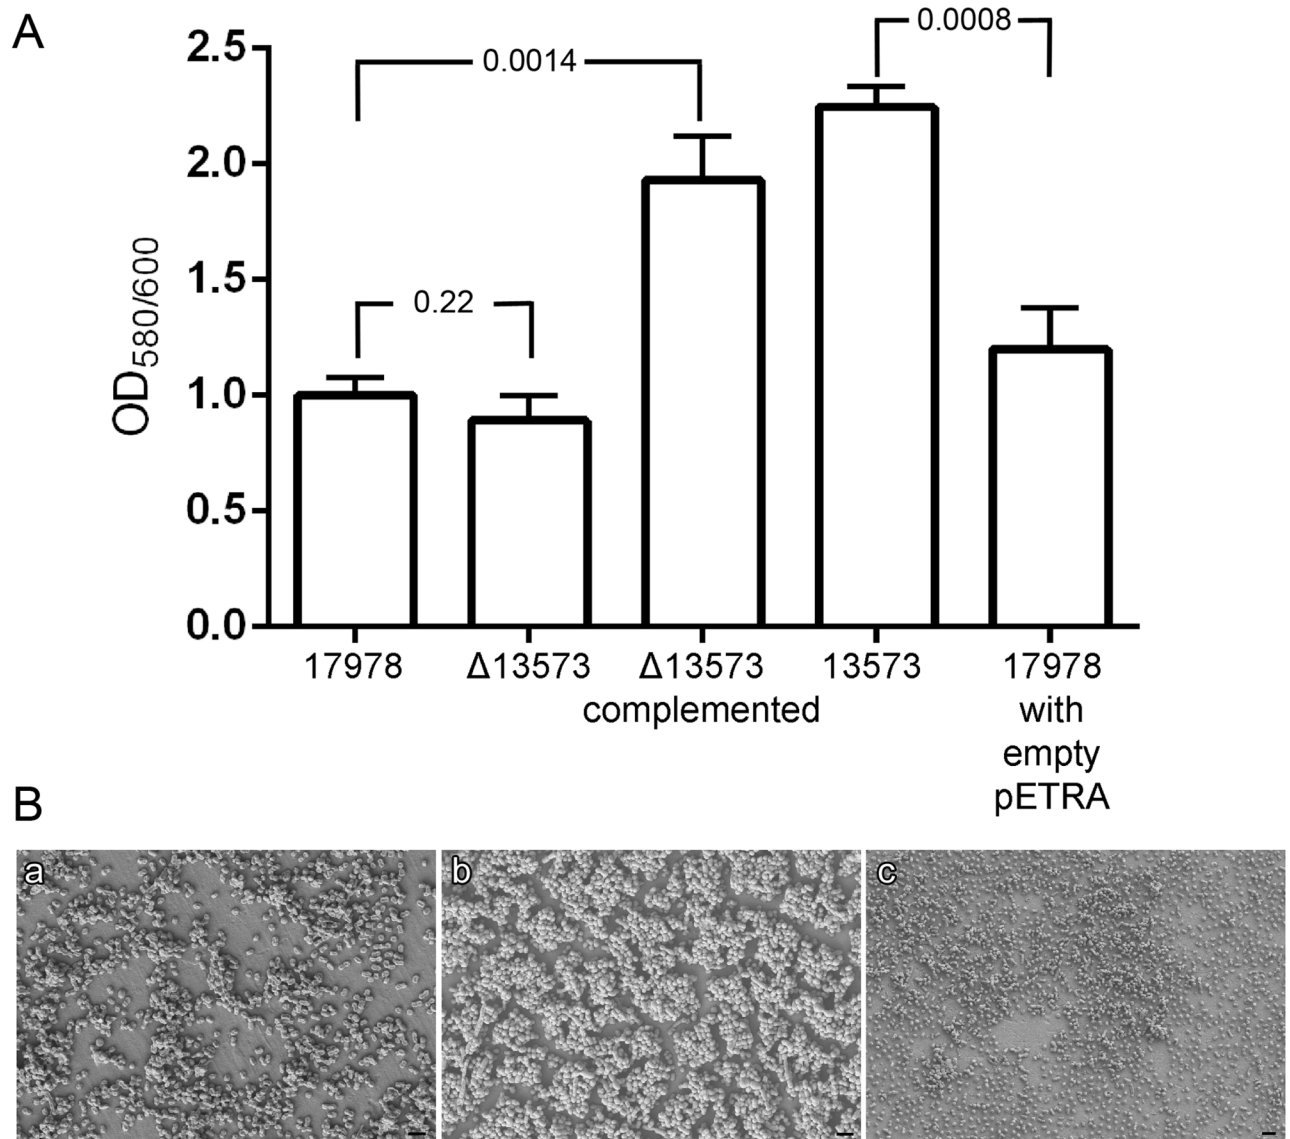 A
0.0008
2.5
0.0014
2.0
1.5
0.22
1.0
0.5
0.0
OD580/600
17978 Δ13573 Δ13573 13573 17978
complemented with
empty
pETRA
B
a b c